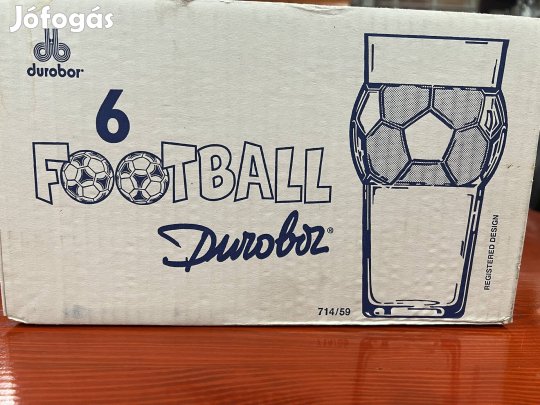 Jófogás
durobor
6
FOOTBALL
Durobor®
714/59
REGISTERED DESIGN